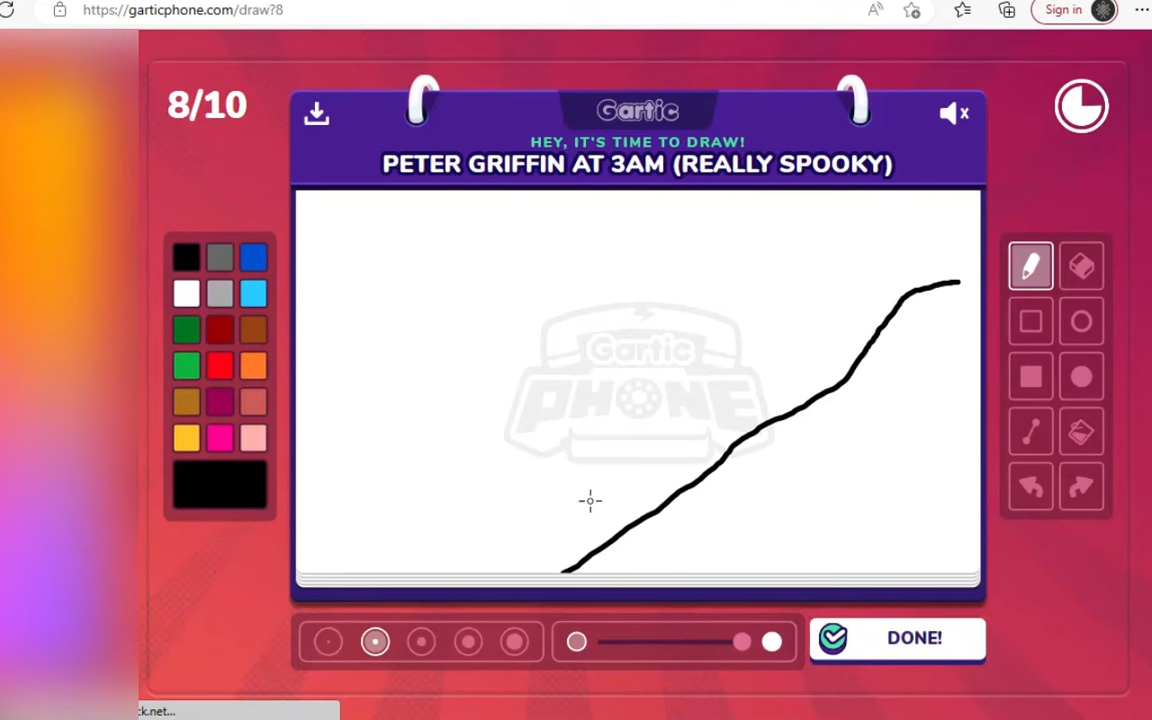 https://garticphone.com/draw?8
Sign in
8/10
Gartic
HEY, IT'S TIME TO DRAW!
PETER GRIFFIN AT 3AM (REALLY SPOOKY)
Gartic
PHONE
DONE!
ck.net...